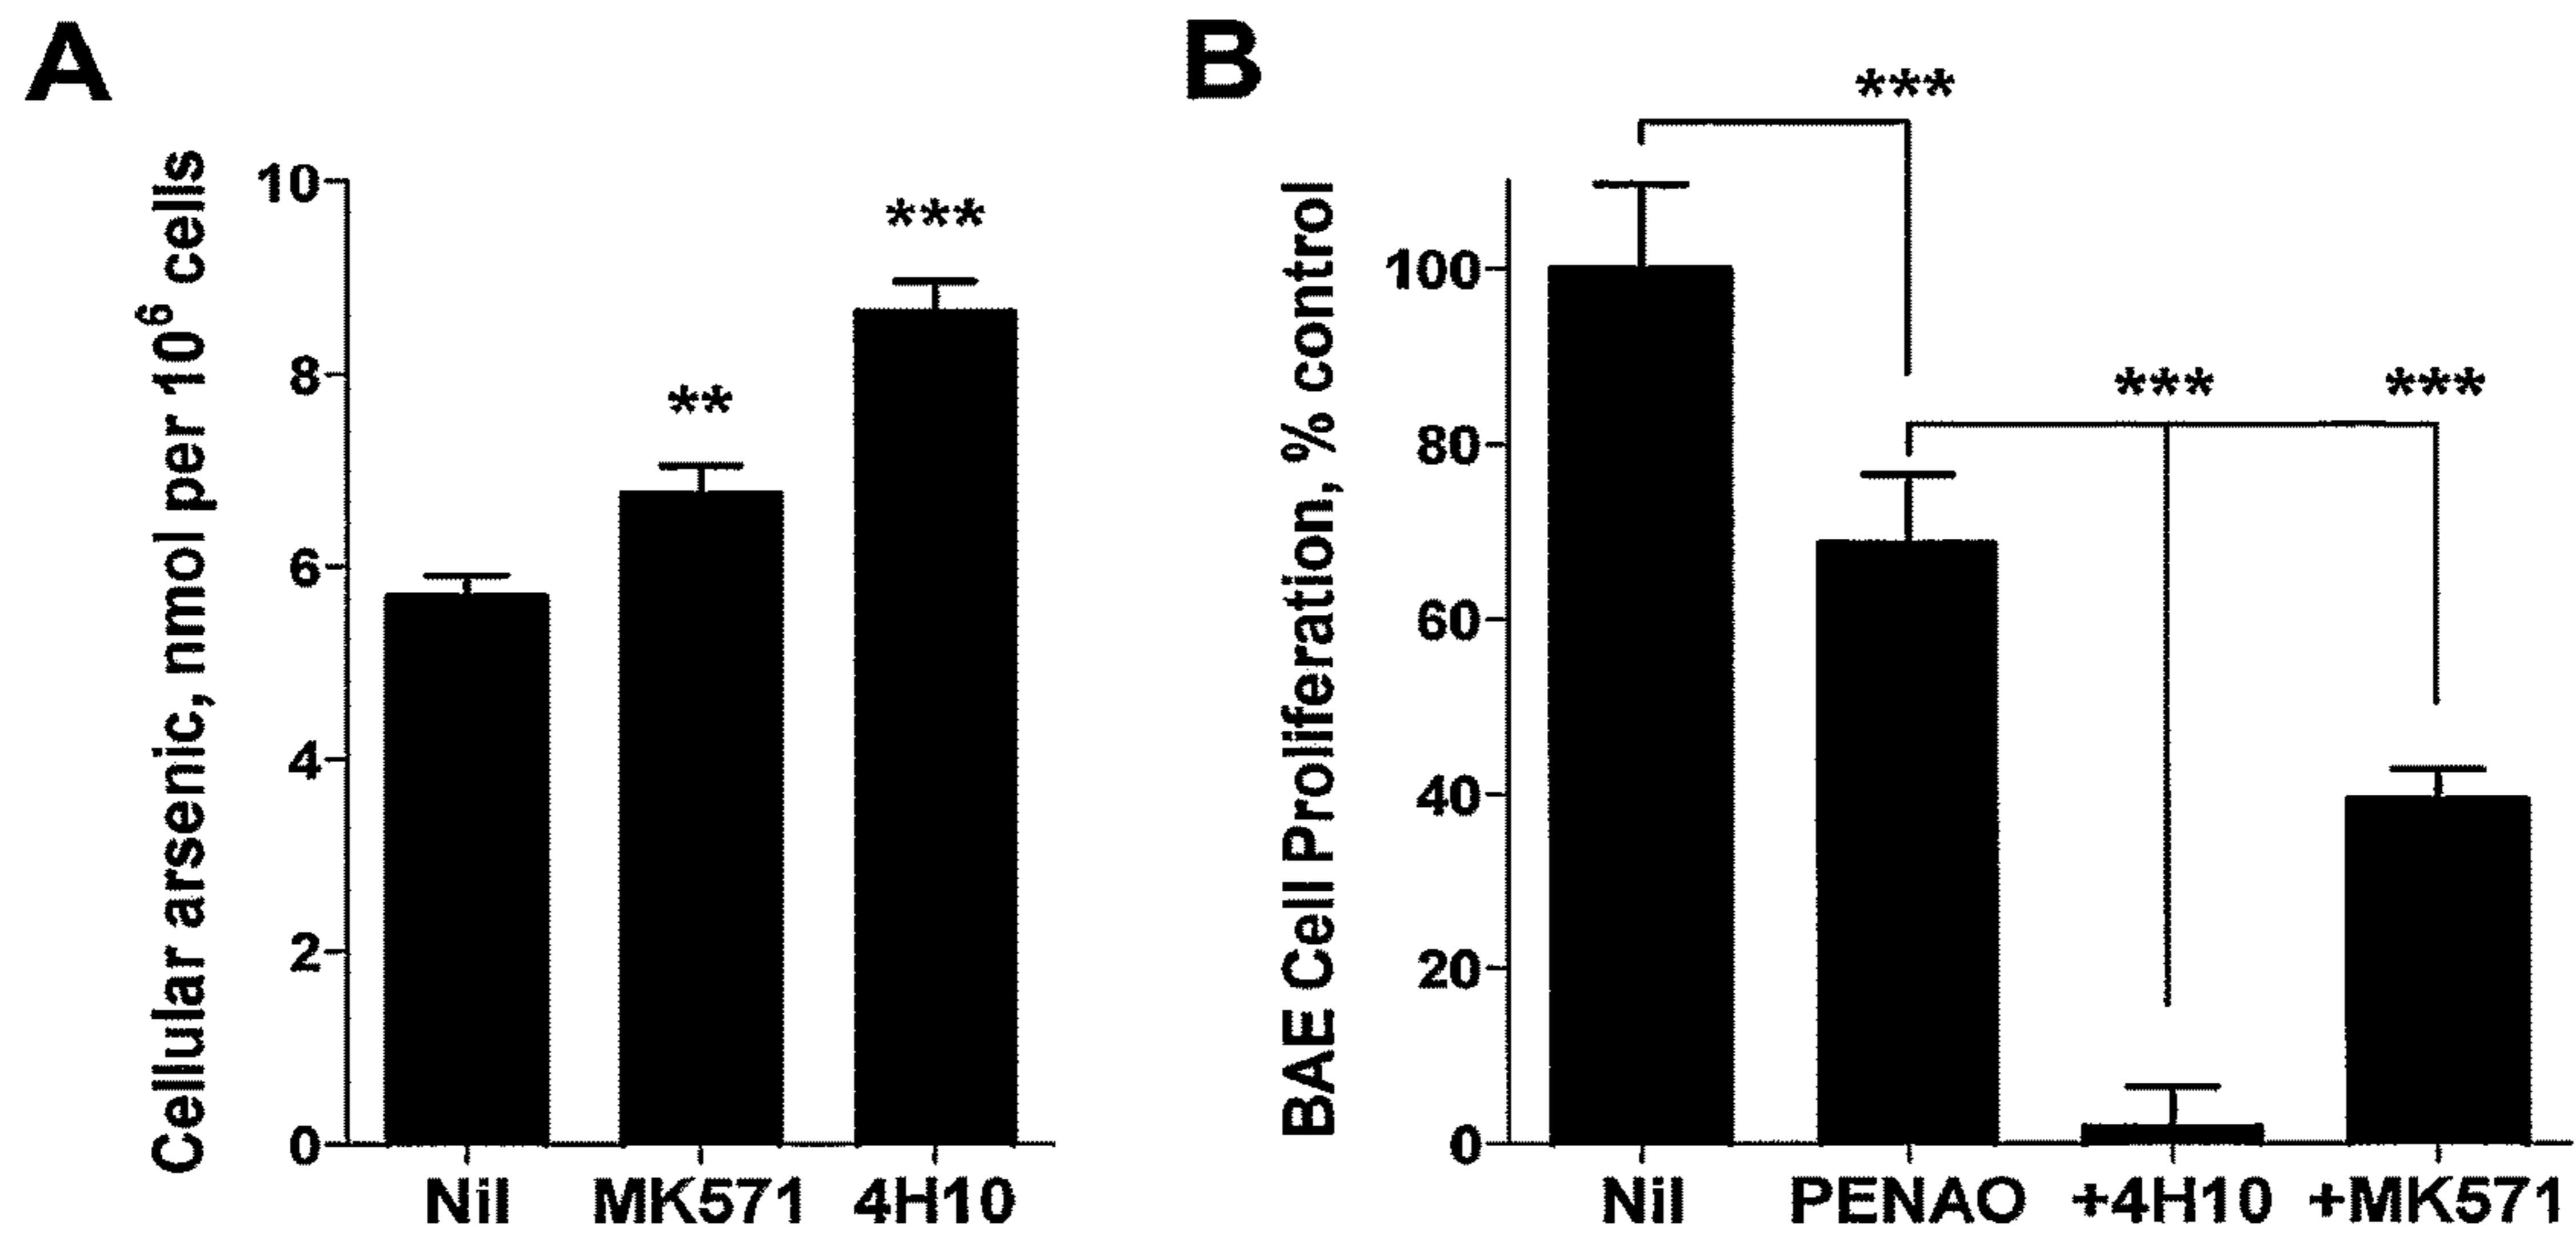 A
Cellular arsenic, nmol per 10⁶ cells
10
8
6
4
2
0
**
***
Nil MK571 4H10
B
BAE Cell Proliferation, % control
100
80
60
40
20
0
***
*** ***
Nil PENAO +4H10 +MK571